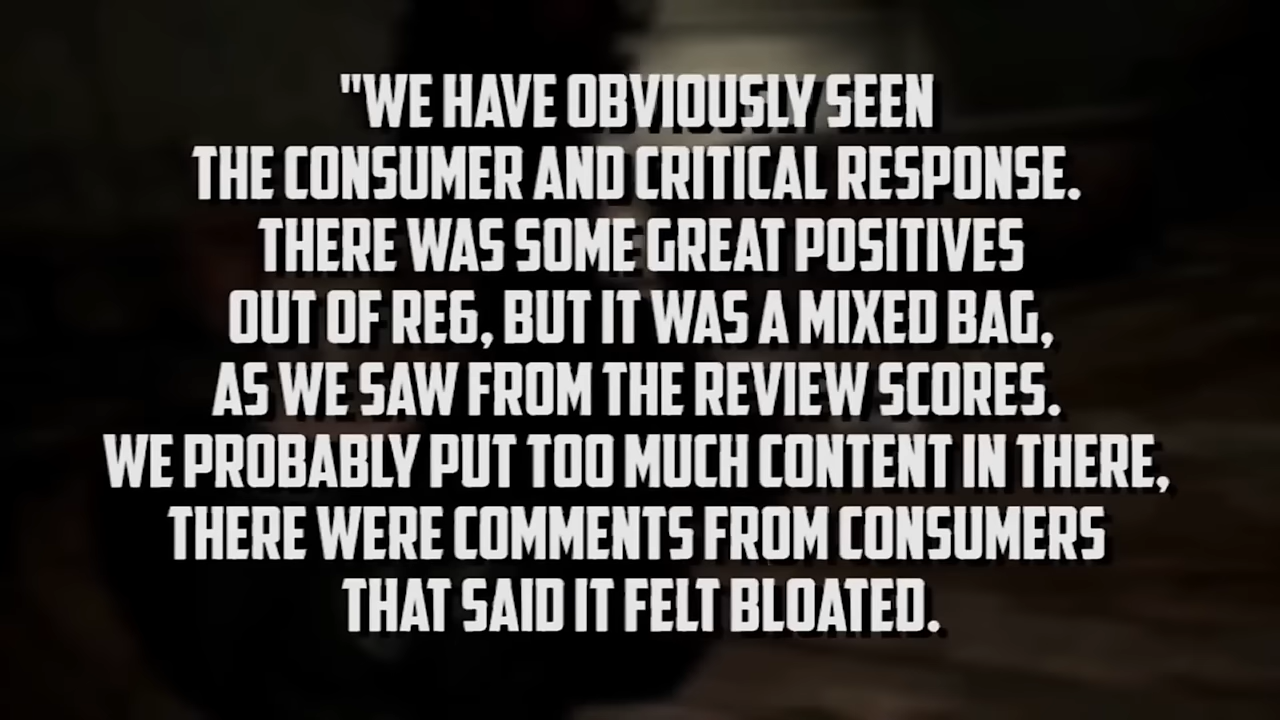 "WE HAVE OBVIOUSLY SEEN
THE CONSUMER AND CRITICAL RESPONSE.
THERE WAS SOME GREAT POSITIVES
OUT OF RE6, BUT IT WAS A MIXED BAG,
AS WE SAW FROM THE REVIEW SCORES.
WE PROBABLY PUT TOO MUCH CONTENT IN THERE,
THERE WERE COMMENTS FROM CONSUMERS
THAT SAID IT FELT BLOATED.